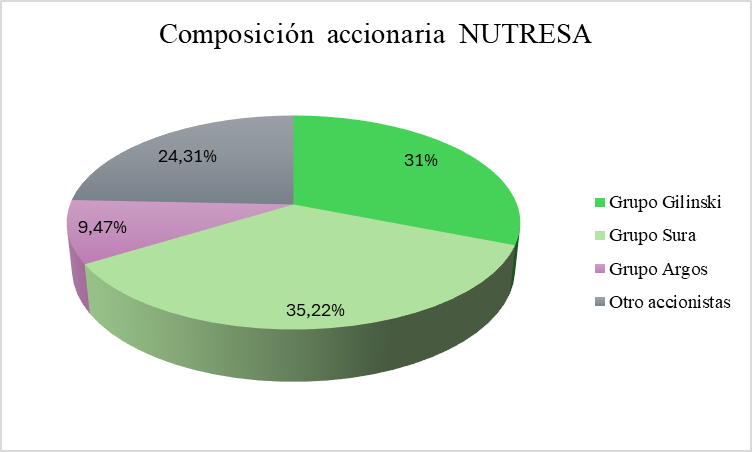 Composición accionaria NUTRESA
24,31%
31%
9,47%
35,22%
Grupo Gilinski
Grupo Sura
Grupo Argos
Otro accionistas